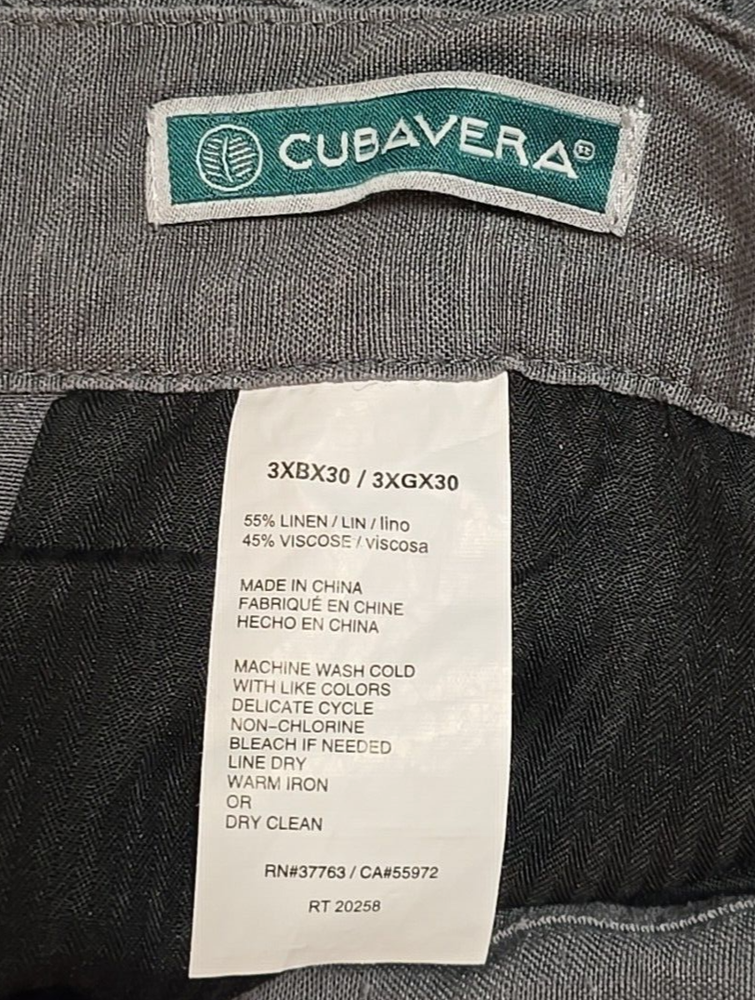 CUBAVERA®
3XBX30 / 3XGX30
55% LINEN / LIN / lino
45% VISCOSE / viscosa
MADE IN CHINA
FABRIQUÉ EN CHINE
HECHO EN CHINA
MACHINE WASH COLD
WITH LIKE COLORS
DELICATE CYCLE
NON-CHLORINE
BLEACH IF NEEDED
LINE DRY
WARM IRON
OR
DRY CLEAN
RN#37763 / CA#55972
RT 20258